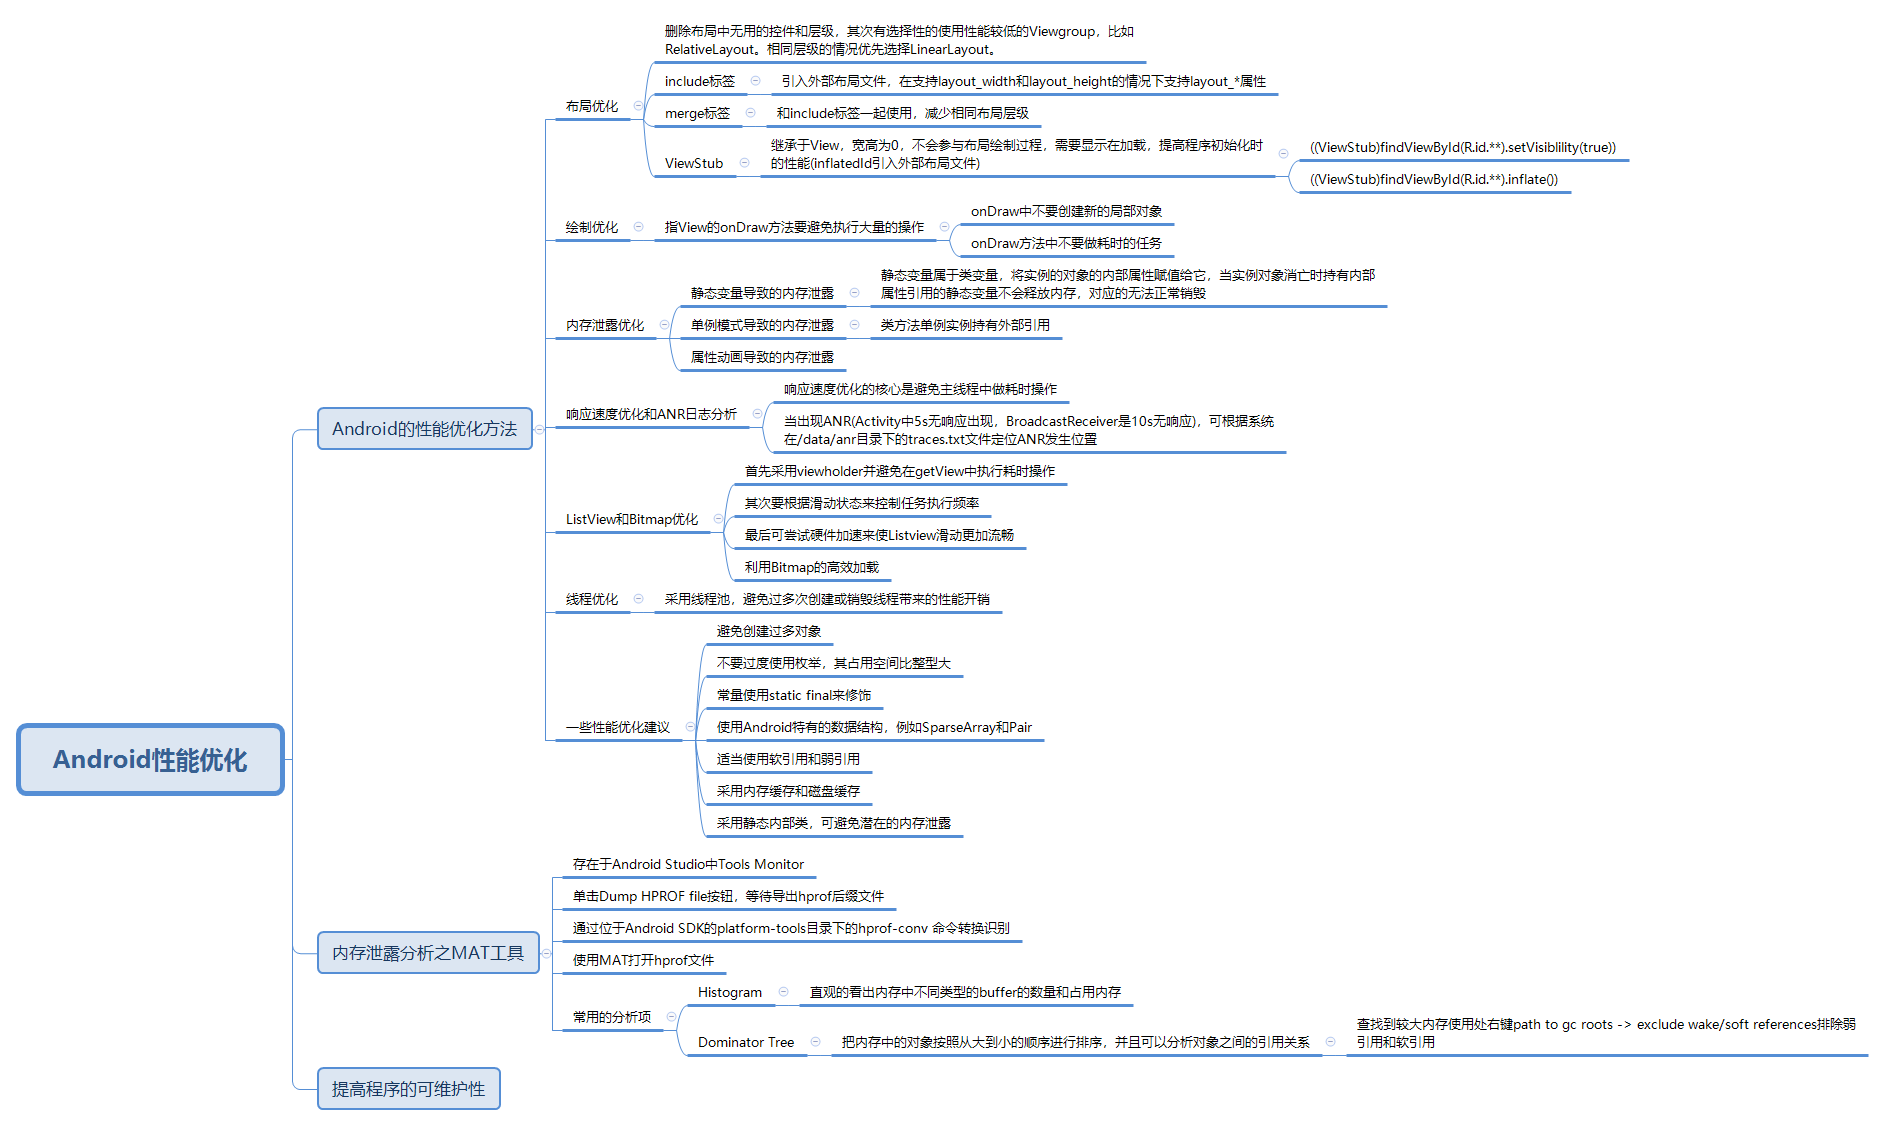 Android性能优化
Android的性能优化方法
布局优化
删除布局中无用的控件和层级，其次有选择性的使用性能较低的Viewgroup，比如
RelativeLayout。相同层级的情况优先选择LinearLayout。
include标签
引入外部布局文件，在支持layout_width和layout_height的情况下支持layout_*属性
merge标签
和include标签一起使用，减少相同布局层级
ViewStub
继承于View，宽高为0，不会参与布局绘制过程，需要显示在加载，提高程序初始化时
的性能(inflatedId引入外部布局文件)
((ViewStub)findViewById(R.id.**).setVisiblility(true))
((ViewStub)findViewById(R.id.**).inflate())
绘制优化
指View的onDraw方法要避免执行大量的操作
onDraw中不要创建新的局部对象
onDraw方法中不要做耗时的任务
内存泄露优化
静态变量导致的内存泄露
静态变量属于类变量，将实例的对象的内部属性赋值给它，当实例对象消亡时持有内部
属性引用的静态变量不会释放内存，对应的无法正常销毁
单例模式导致的内存泄露
类方法单例实例持有外部引用
属性动画导致的内存泄露
响应速度优化和ANR日志分析
响应速度优化的核心是避免主线程中做耗时操作
当出现ANR(Activity中5s无响应出现，BroadcastReceiver是10s无响应)，可根据系统
在/data/anr目录下的traces.txt文件定位ANR发生位置
ListView和Bitmap优化
首先采用viewholder并避免在getView中执行耗时操作
其次要根据滑动状态来控制任务执行频率
最后可尝试硬件加速来使Listview滑动更加流畅
利用Bitmap的高效加载
线程优化
采用线程池，避免过多次创建或销毁线程带来的性能开销
一些性能优化建议
避免创建过多对象
不要过度使用枚举，其占用空间比整型大
常量使用static final来修饰
使用Android特有的数据结构，例如SparseArray和Pair
适当使用软引用和弱引用
采用内存缓存和磁盘缓存
采用静态内部类，可避免潜在的内存泄露
内存泄露分析之MAT工具
存在于Android Studio中Tools Monitor
单击Dump HPROF file按钮，等待导出hprof后缀文件
通过位于Android SDK的platform-tools目录下的hprof-conv 命令转换识别
使用MAT打开hprof文件
常用的分析项
Histogram
直观的看出内存中不同类型的buffer的数量和占用内存
Dominator Tree
把内存中的对象按照从大到小的顺序进行排序，并且可以分析对象之间的引用关系
查找到较大内存使用处右键path to gc roots -> exclude wake/soft references排除弱
引用和软引用
提高程序的可维护性